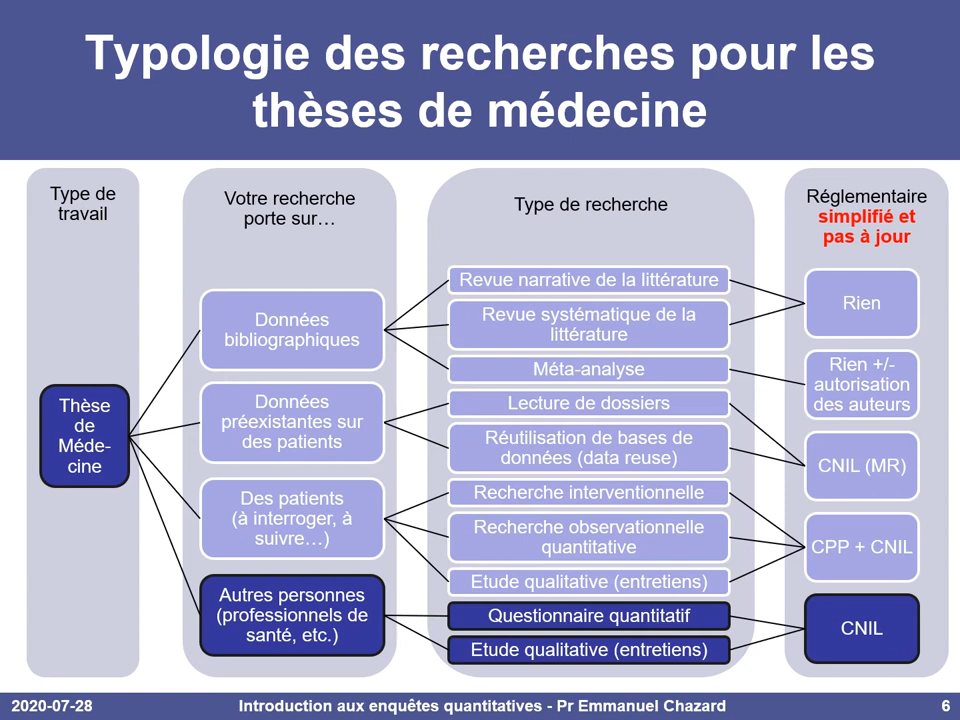 Typologie des recherches pour les
thèses de médecine
Type de
travail
Votre recherche
porte sur…
Type de recherche
Réglementaire
simplifié et
pas à jour
Thèse
de
Méde-
cine
Données
bibliographiques
Données
préexistantes sur
des patients
Des patients
(à interroger, à
suivre…)
Autres personnes
(professionnels de
santé, etc.)
Revue narrative de la littérature
Revue systématique de la
littérature
Méta-analyse
Lecture de dossiers
Réutilisation de bases de
données (data reuse)
Recherche interventionnelle
Recherche observationnelle
quantitative
Etude qualitative (entretiens)
Questionnaire quantitatif
Etude qualitative (entretiens)
Rien
Rien +/-
autorisation
des auteurs
CNIL (MR)
CPP + CNIL
CNIL
2020-07-28
Introduction aux enquêtes quantitatives - Pr Emmanuel Chazard
6